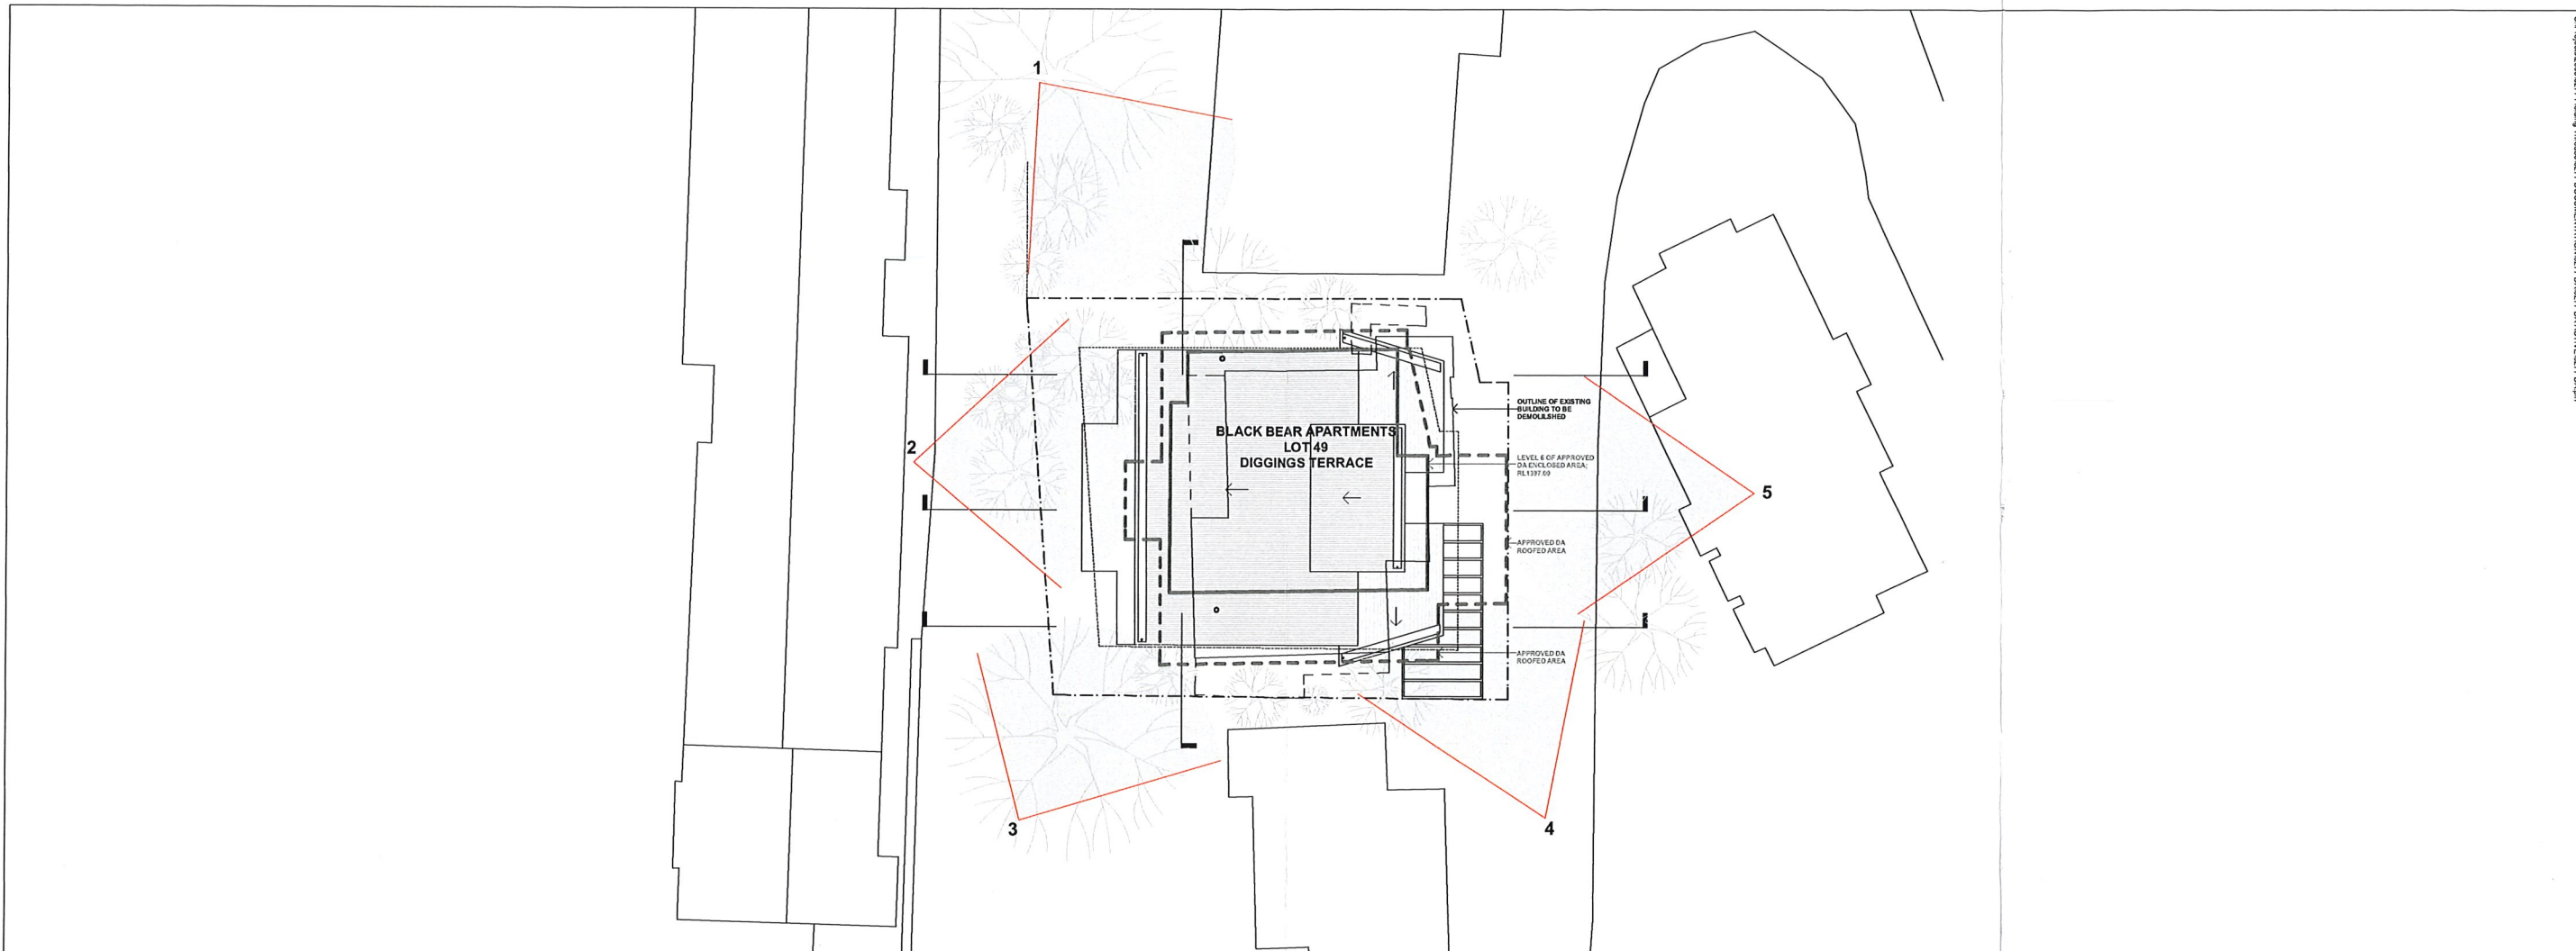 1
BLACK BEAR APARTMENTS
LOT 49
DIGGINGS TERRACE
OUTLINE OF EXISTING
BUILDING TO BE
DEMOLILSHED
LEVEL 6 OF APPROVED
DA ENCLOSED AREA;
2
5
APPROVED DA
ROOFED AREA
APPROVED DA
ROOFED AREA
3
4